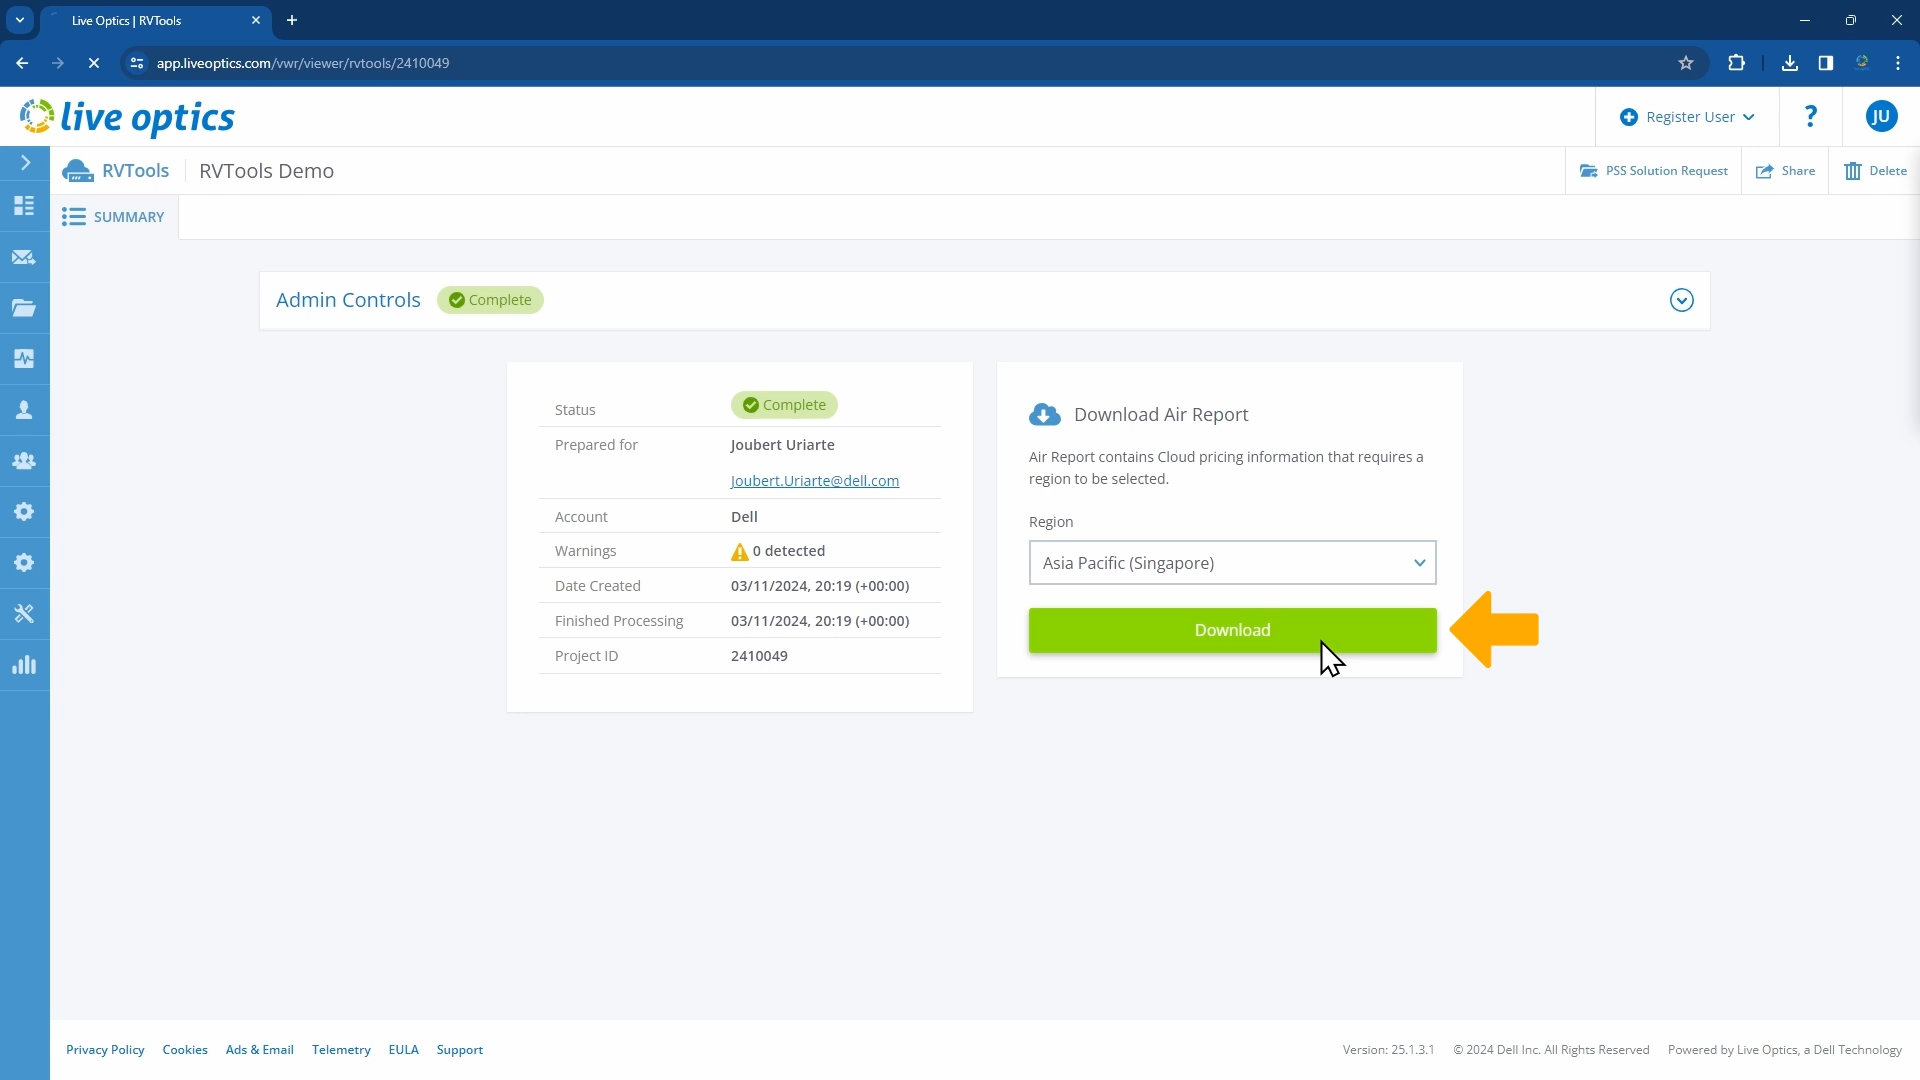 Live Optics | RVTools
app.liveoptics.com/vwr/viewer/rvtools/2410049
live optics
Register User
?
JU
RVTools
RVTools Demo
PSS Solution Request
Share
Delete
SUMMARY
Admin Controls
Complete
Status
Complete
Prepared for
Joubert Uriarte
Joubert.Uriarte@dell.com
Account
Dell
Warnings
0 detected
Date Created
03/11/2024, 20:19 (+00:00)
Finished Processing
03/11/2024, 20:19 (+00:00)
Project ID
2410049
Download Air Report
Air Report contains Cloud pricing information that requires a
region to be selected.
Region
Asia Pacific (Singapore)
Download
Privacy Policy
Cookies
Ads & Email
Telemetry
EULA
Support
Version: 25.1.3.1
© 2024 Dell Inc. All Rights Reserved
Powered by Live Optics, a Dell Technology